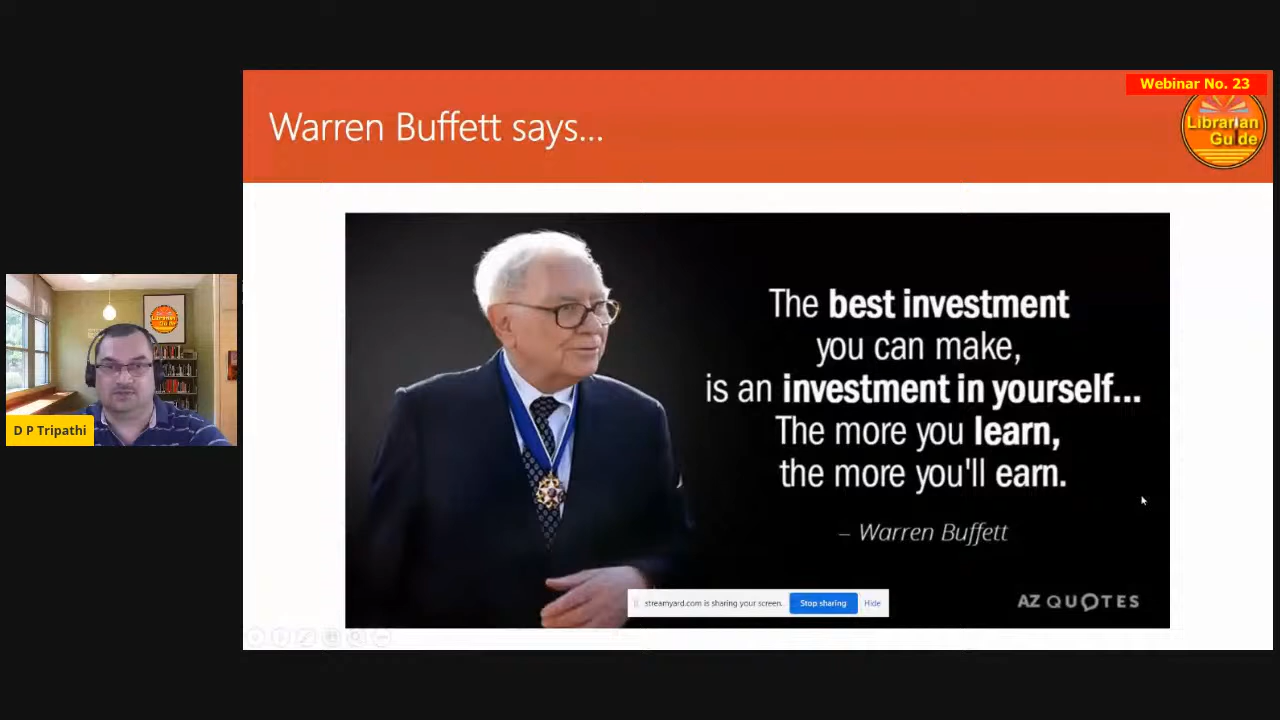 Webinar No. 23
Warren Buffett says...
Librarian
Guide
The best investment
you can make,
is an investment in yourself...
The more you learn,
the more you'll earn.
– Warren Buffett
D P Tripathi
streamyard.com is sharing your screen.
Stop sharing
Hide
AZ QUOTES